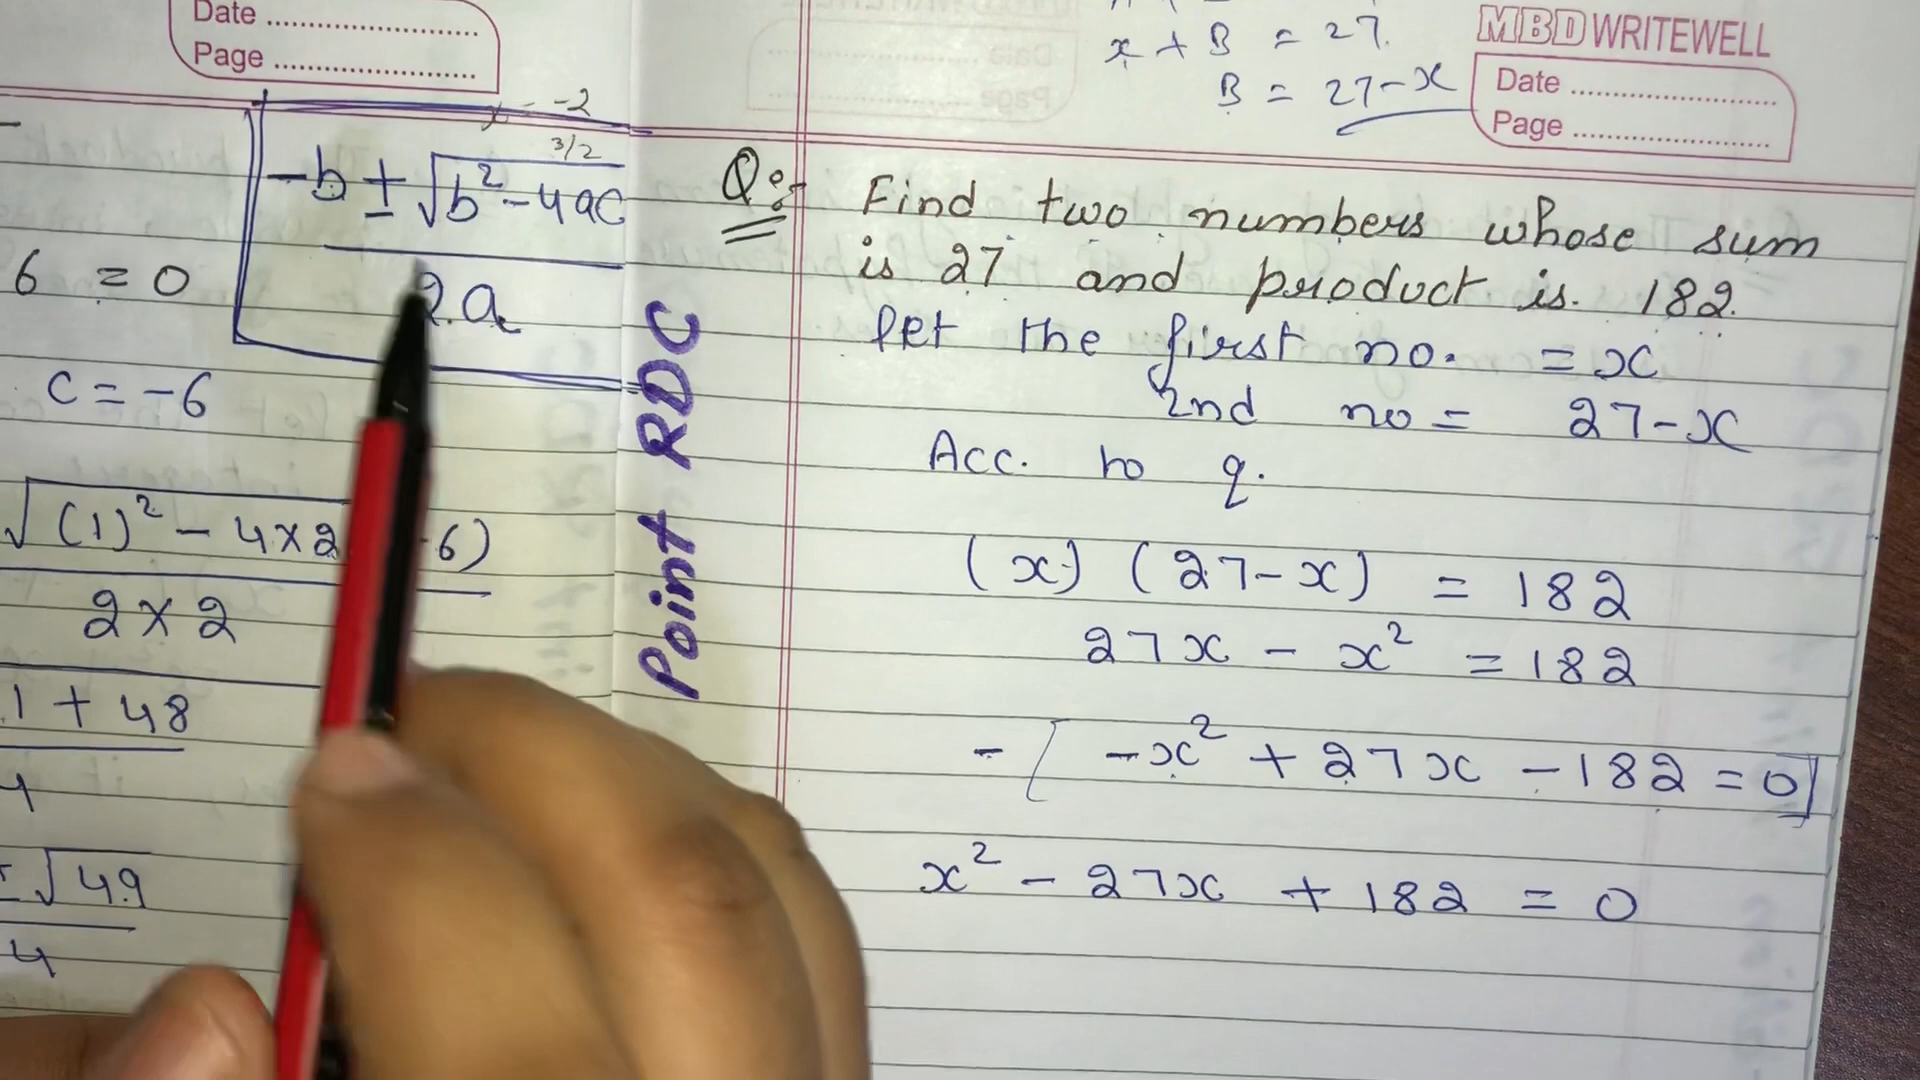 Date
Page
x = -2
3/2
-b ± √b² - 4ac
2a
6 = 0
c = -6
√(1)² - 4×2 -6)
2 × 2
1 + 48
4
± √49
4
Point RDC
x + B = 27
B = 27-x
MBD WRITEWELL
Date
Page
Q:- Find two numbers whose sum
is 27 and product is. 182.
let the first no. = x
2nd no = 27-x
Acc. to q.
(x) (27-x) = 182
27x - x² = 182
- [ -x² + 27x - 182 = 0 ]
x² - 27x + 182 = 0